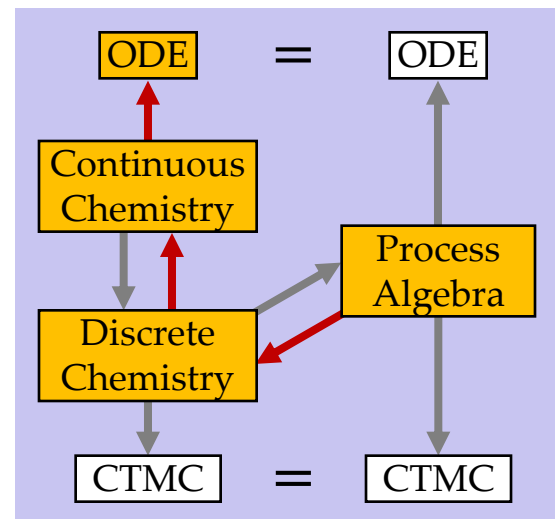 ODE = ODE
Continuous
Chemistry
Process
Algebra
Discrete
Chemistry
CTMC = CTMC